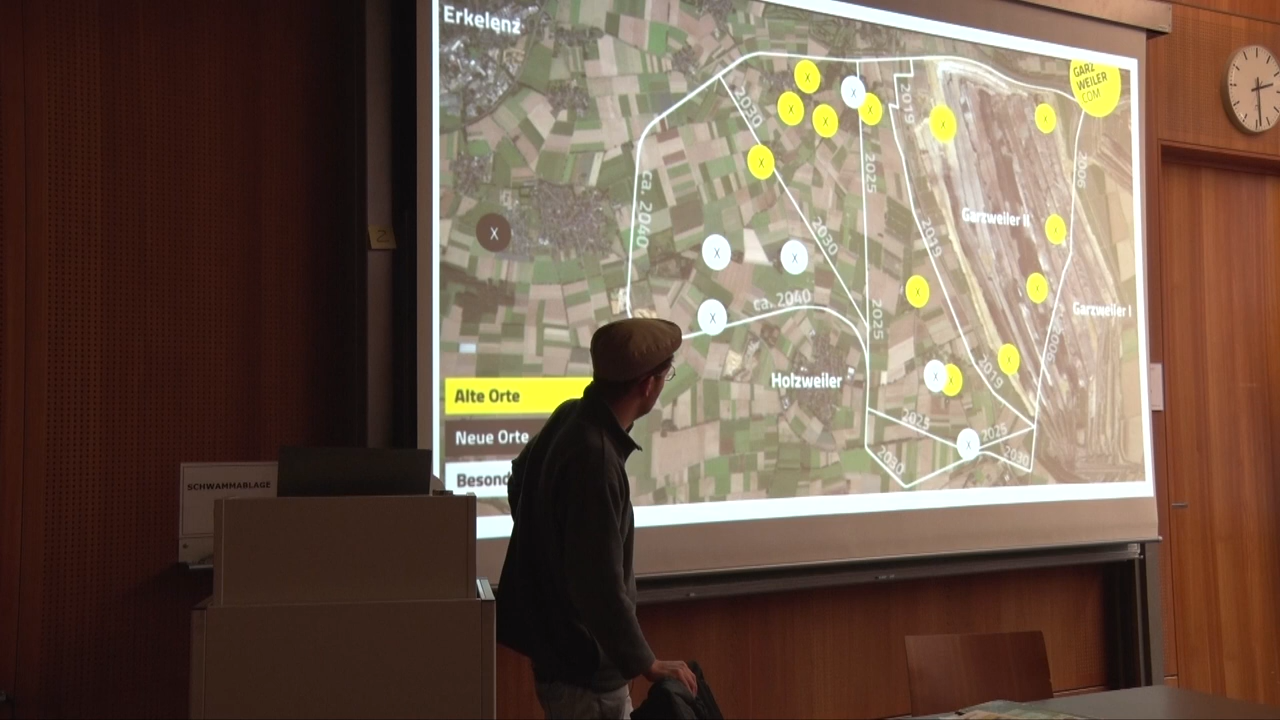 Erkelenz
GARZ
WEILER
.COM
2030
2019
2025
2006
ca. 2040
X
X
X
X
X
X
X
X
X
2030
2019
Garzweiler II
X
X
X
X
X
X
X
ca. 2040
2025
Garzweiler I
X
2006
X
2019
Holzweiler
X
X
Alte Orte
2025
2025
Neue Orte
X
2030
2030
Besond
SCHWAMMABLAGE
2